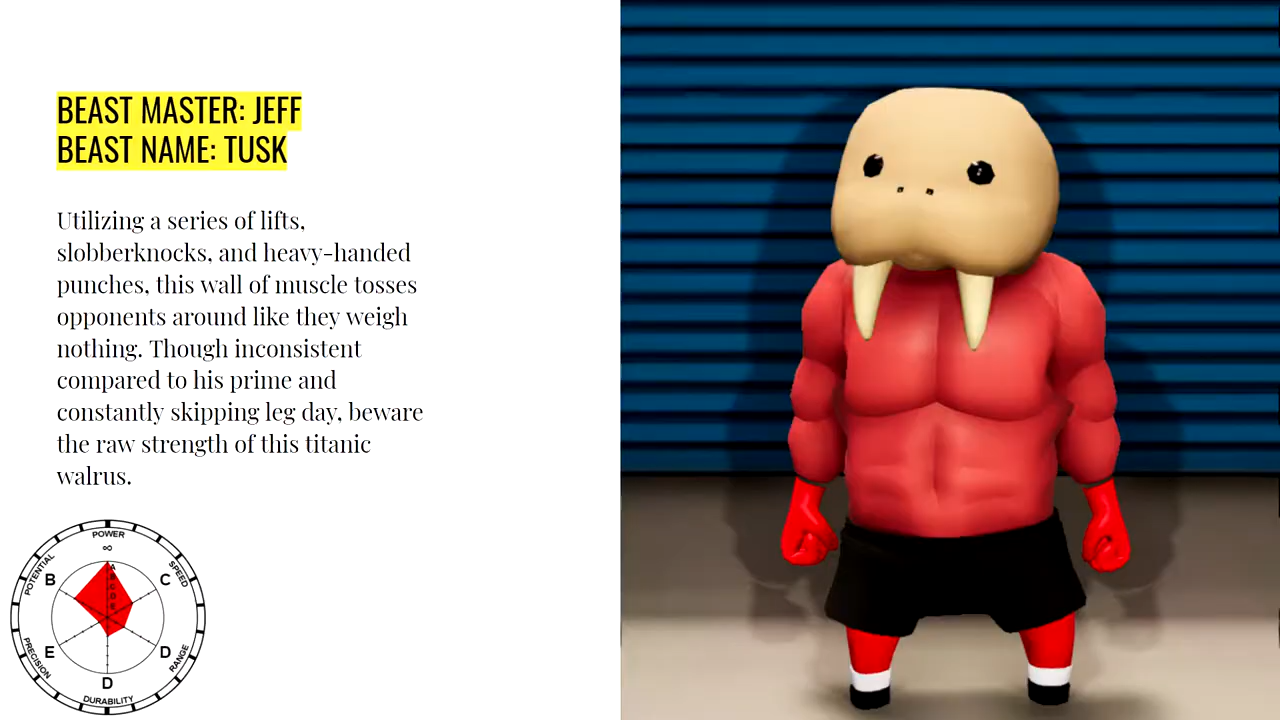 BEAST MASTER: JEFF
BEAST NAME: TUSK
Utilizing a series of lifts,
slobberknocks, and heavy-handed
punches, this wall of muscle tosses
opponents around like they weigh
nothing. Though inconsistent
compared to his prime and
constantly skipping leg day, beware
the raw strength of this titanic
walrus.
POWER
∞
POTENTIAL
B
SPEED
C
A
B
C
D
E
PRECISION
E
RANGE
D
D
DURABILITY